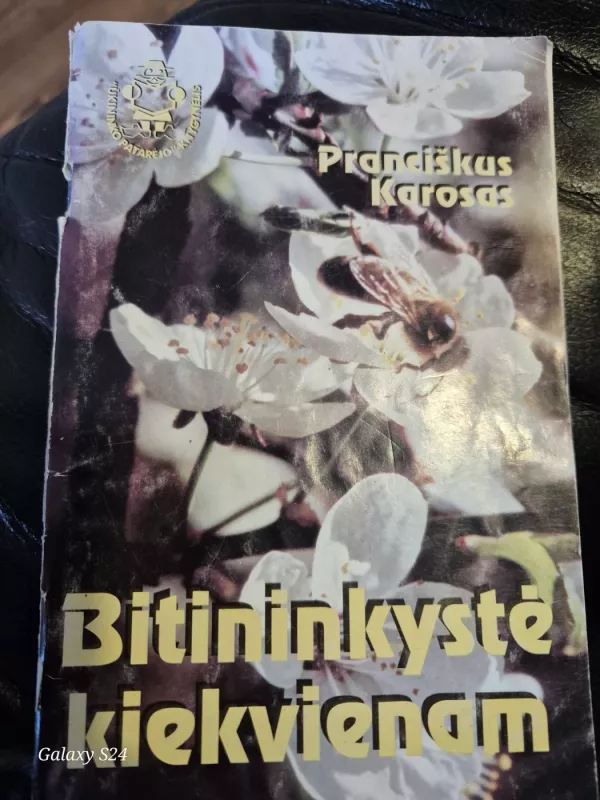 Pranciškus
Karosas
Bitininkystė
kiekvienam
Galaxy S24